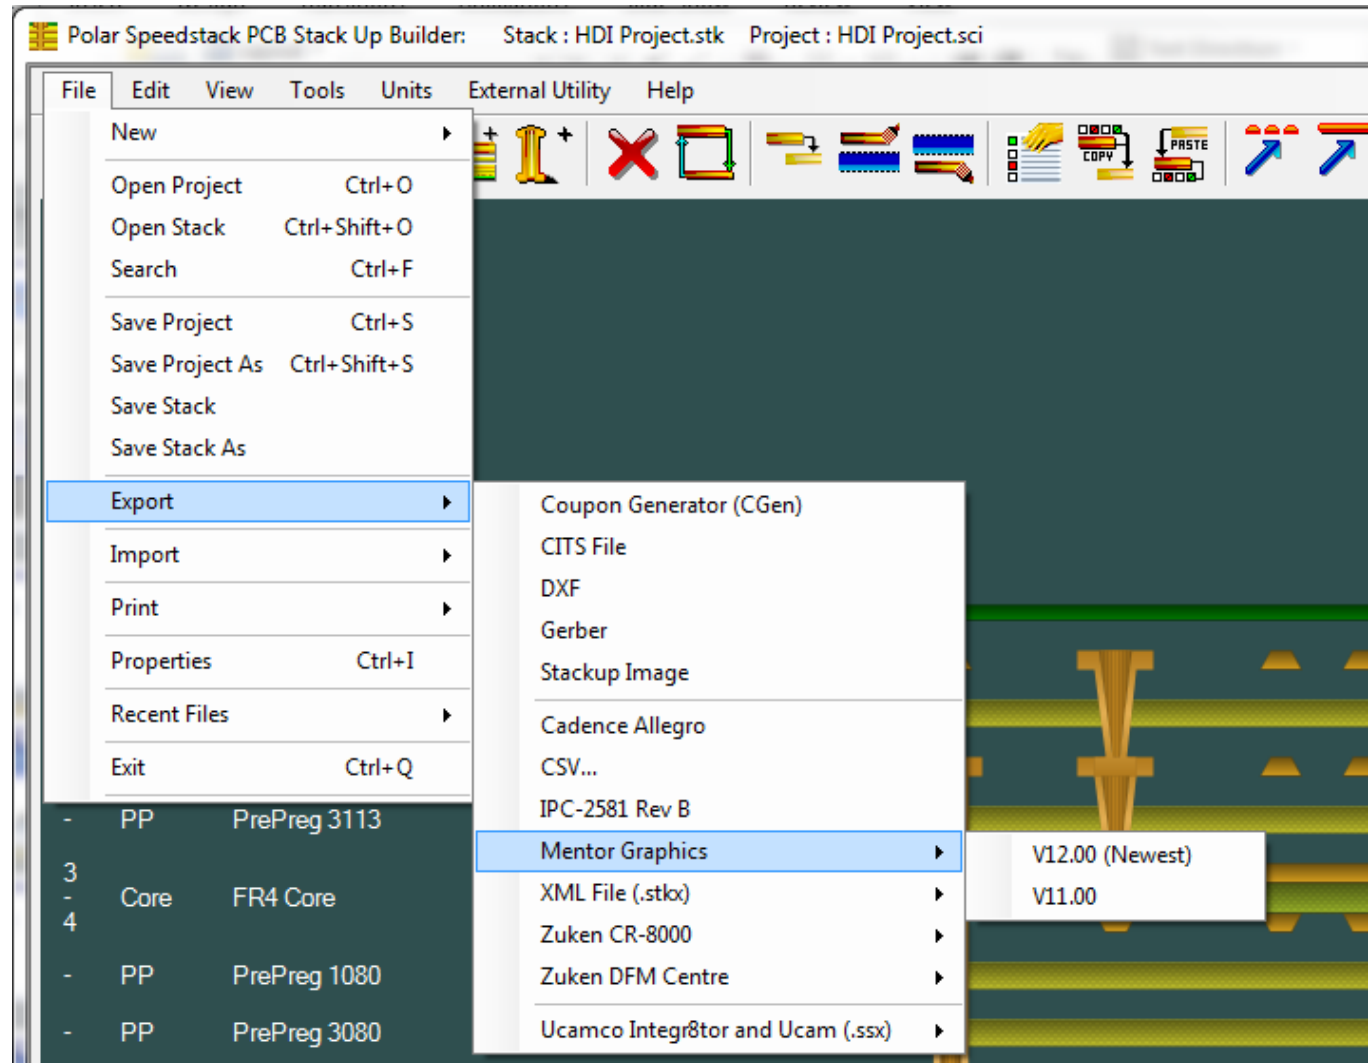 Polar Speedstack PCB Stack Up Builder: Stack : HDI Project.stk Project : HDI Project.sci
File Edit View Tools Units External Utility Help
New
COPY
PASTE
Open Project Ctrl+O
Open Stack Ctrl+Shift+O
Search Ctrl+F
Save Project Ctrl+S
Save Project As Ctrl+Shift+S
Save Stack
Save Stack As
Export
Import
Print
Properties Ctrl+I
Recent Files
Exit Ctrl+Q
Coupon Generator (CGen)
CITS File
DXF
Gerber
Stackup Image
Cadence Allegro
CSV...
IPC-2581 Rev B
Mentor Graphics
XML File (.stkx)
Zuken CR-8000
Zuken DFM Centre
Ucamco Integr8tor and Ucam (.ssx)
V12.00 (Newest)
V11.00
- PP PrePreg 3113
3
- Core FR4 Core
4
- PP PrePreg 1080
- PP PrePreg 3080